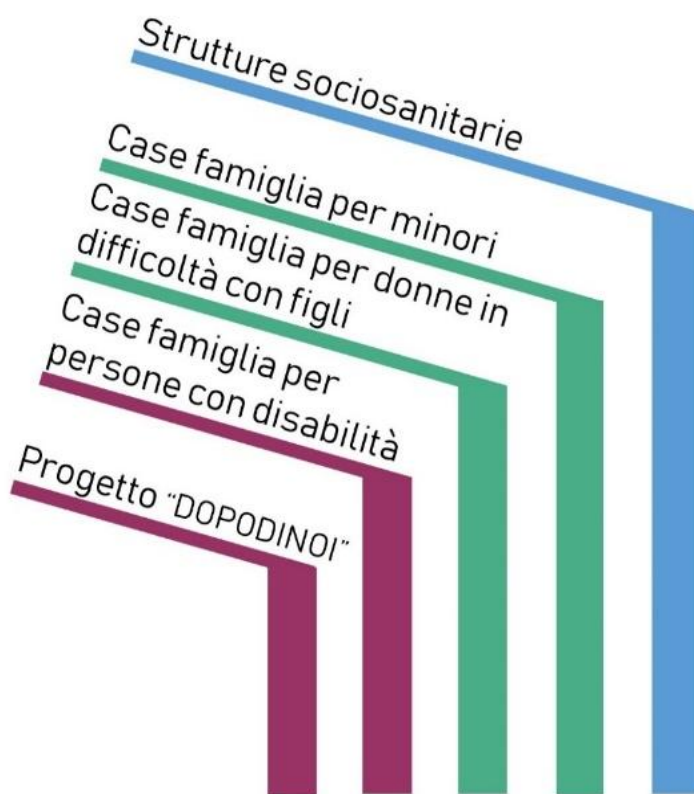 Strutture sociosanitarie
Case famiglia per minori
Case famiglia per donne in
difficoltà con figli
Case famiglia per
persone con disabilità
Progetto “DOPODINOI”